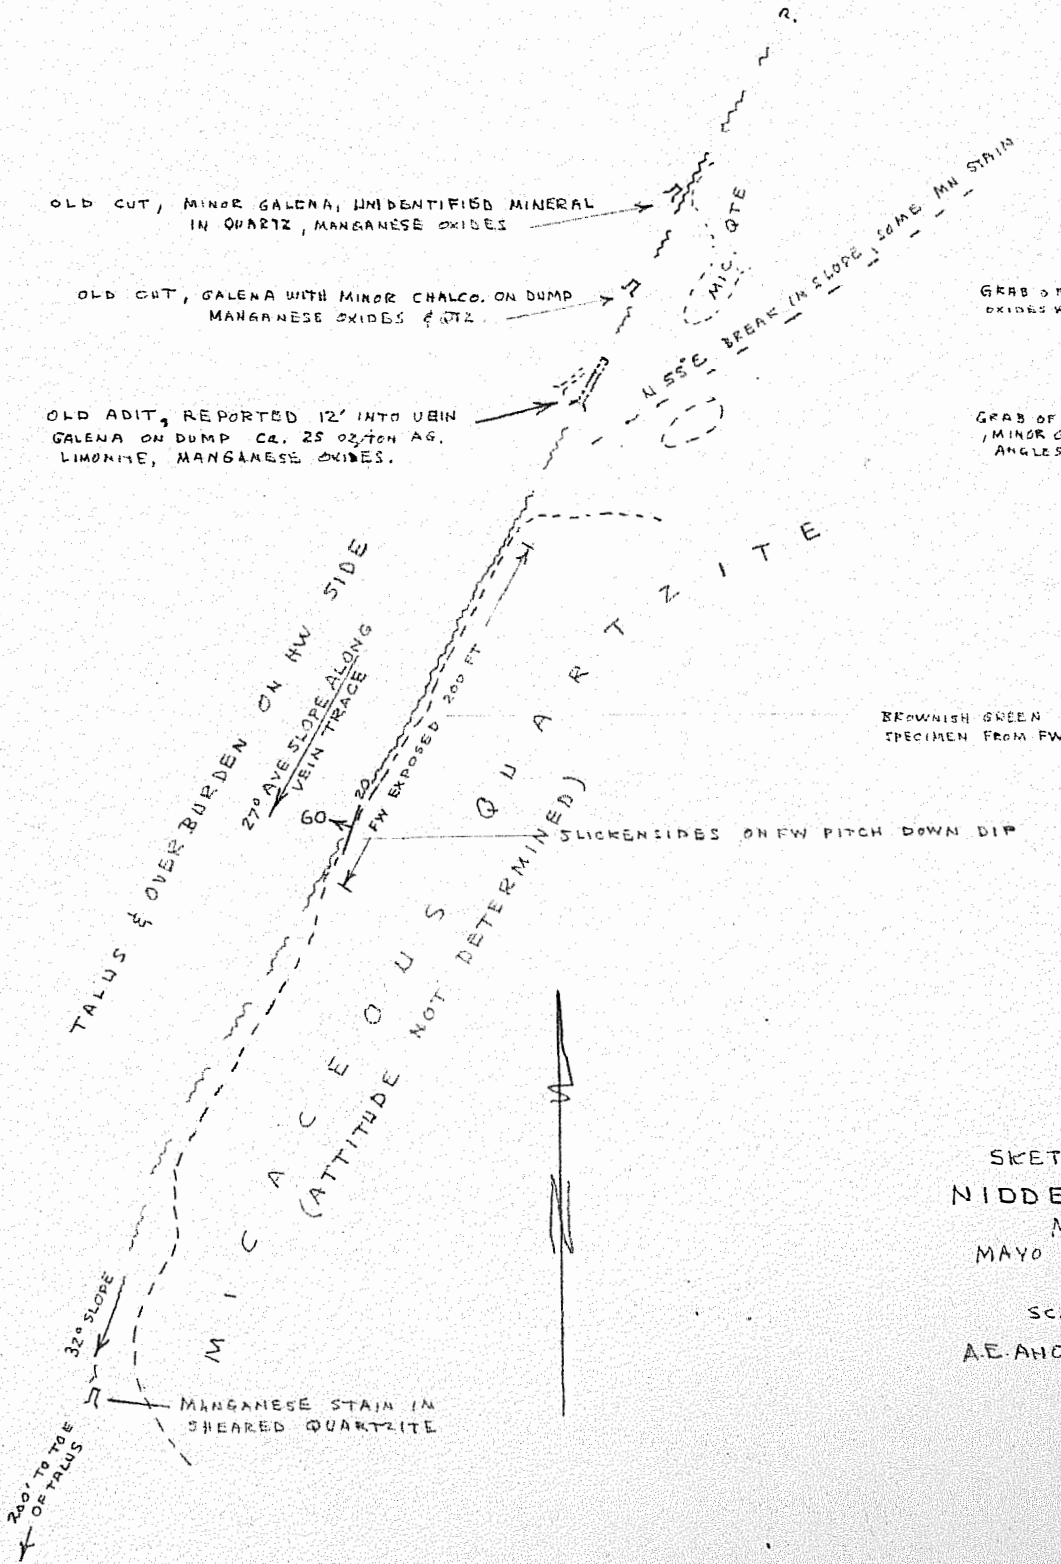 OLD CUT, MINOR GALENA, UNIDENTIFIED MINERAL
IN QUARTZ, MANGANESE OXIDES
MIC. QTE
N 55°E BREAK IN SLOPE SOME MN STAIN
OLD CUT, GALENA WITH MINOR CHALCO. ON DUMP
MANGANESE OXIDES & QTZ.
GRAB
OXIDES
OLD ADIT, REPORTED 12' INTO VEIN
GALENA ON DUMP Ca. 25 OZ/TON AG.
LIMONITE, MANGANESE OXIDES.
GRAB OF
, MINOR
ANGLES
TALUS & OVERBURDEN ON HW SIDE
27° AVE SLOPE ALONG
VEIN TRACE
FW EXPOSED 200 FT
20
60
MICACEOUS QUARTZITE
(ATTITUDE NOT DETERMINED)
BROWNISH GREEN
SPECIMEN FROM FW
SLICKENSIDES ON FW PITCH DOWN DIP
N
SKET
NIDDE
MAYO
SC
A.E. 
32° SLOPE
MANGANESE STAIN IN
SHEARED QUARTZITE
200' TO TOE
OF TALUS